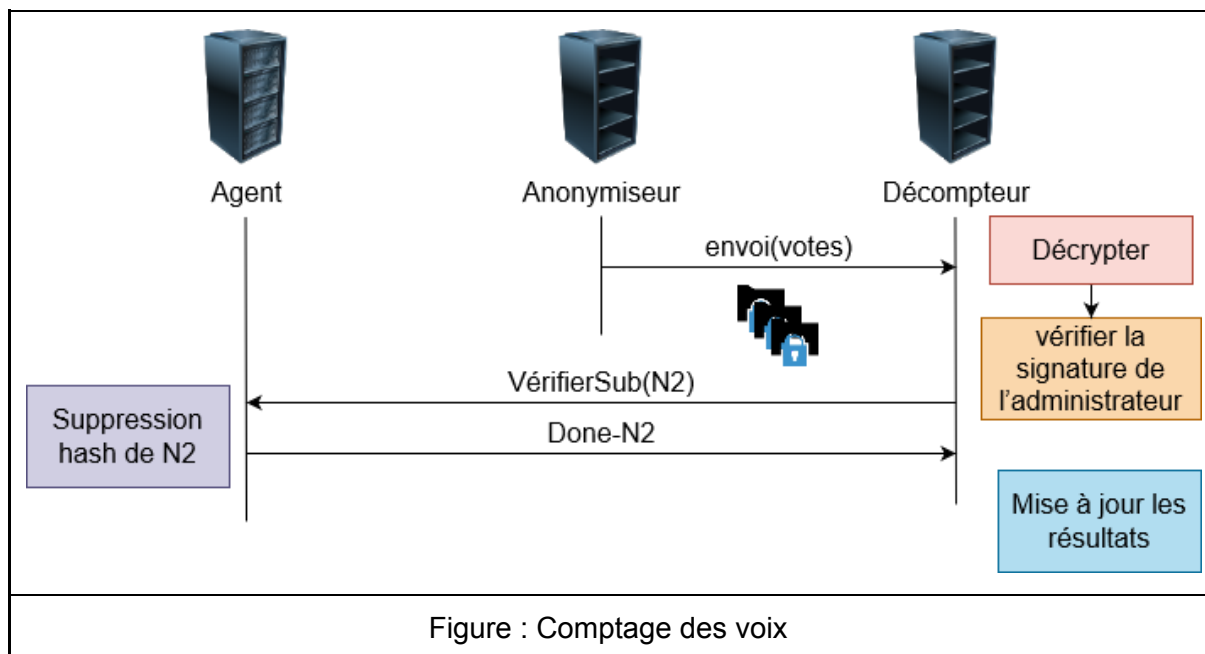 Agent
Anonymiseur
Décompteur
envoi(votes)
Décrypter
vérifier la
signature de
l'administrateur
VérifierSub(N2)
Suppression
hash de N2
Done-N2
Mise à jour les
résultats
Figure : Comptage des voix